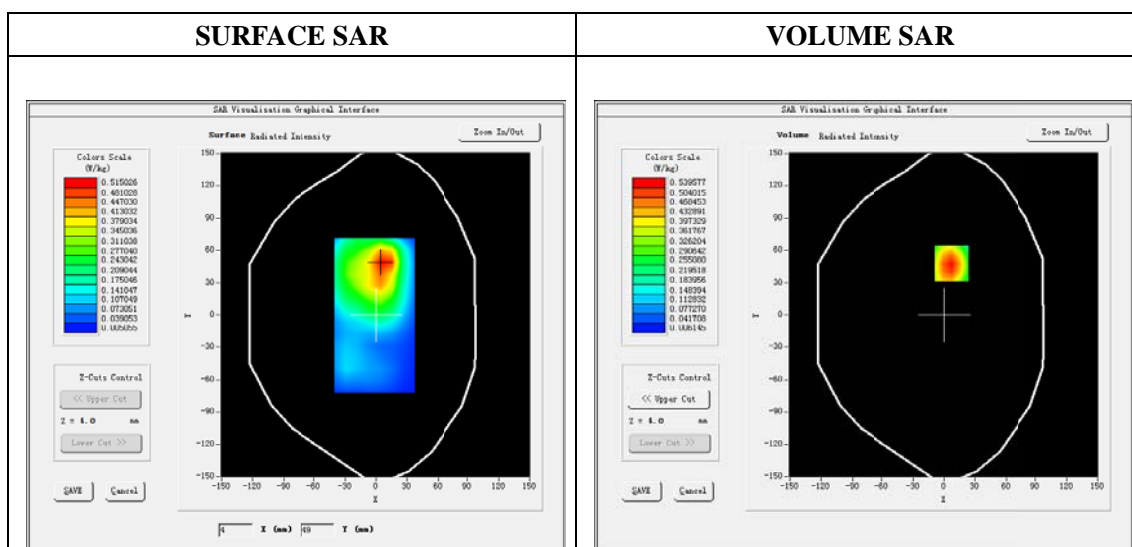 SURFACE SAR
VOLUME SAR
SAR Visualisation Graphical Interface
Surface Radiated Intensity
Zoom In/Out
Colors Scale
(W/kg)
0.515026
0.481028
0.447030
0.413032
0.379034
0.345036
0.311038
0.277040
0.243042
0.209044
0.175046
0.141047
0.107049
0.073051
0.039053
0.005055
Z-Cuts Control
<< Upper Cut
Z = 4.0 mm
Lower Cut >>
SAVE
Cancel
150
120
90
60
30
0
-30
-60
-90
-120
-150
Y
-150 -120 -90 -60 -30 0 30 60 90 120 150
X
4 X (mm) 49 Y (mm)
SAR Visualisation Graphical Interface
Volume Radiated Intensity
Zoom In/Out
Colors Scale
(W/kg)
0.539577
0.504015
0.468453
0.432891
0.397329
0.361767
0.326204
0.290642
0.255080
0.219518
0.183956
0.148394
0.112832
0.077270
0.041708
0.006145
Z-Cuts Control
<< Upper Cut
Z = 4.0 mm
Lower Cut >>
SAVE
Cancel
150
120
90
60
30
0
-30
-60
-90
-120
-150
Y
-150 -120 -90 -60 -30 0 30 60 90 120 150
X